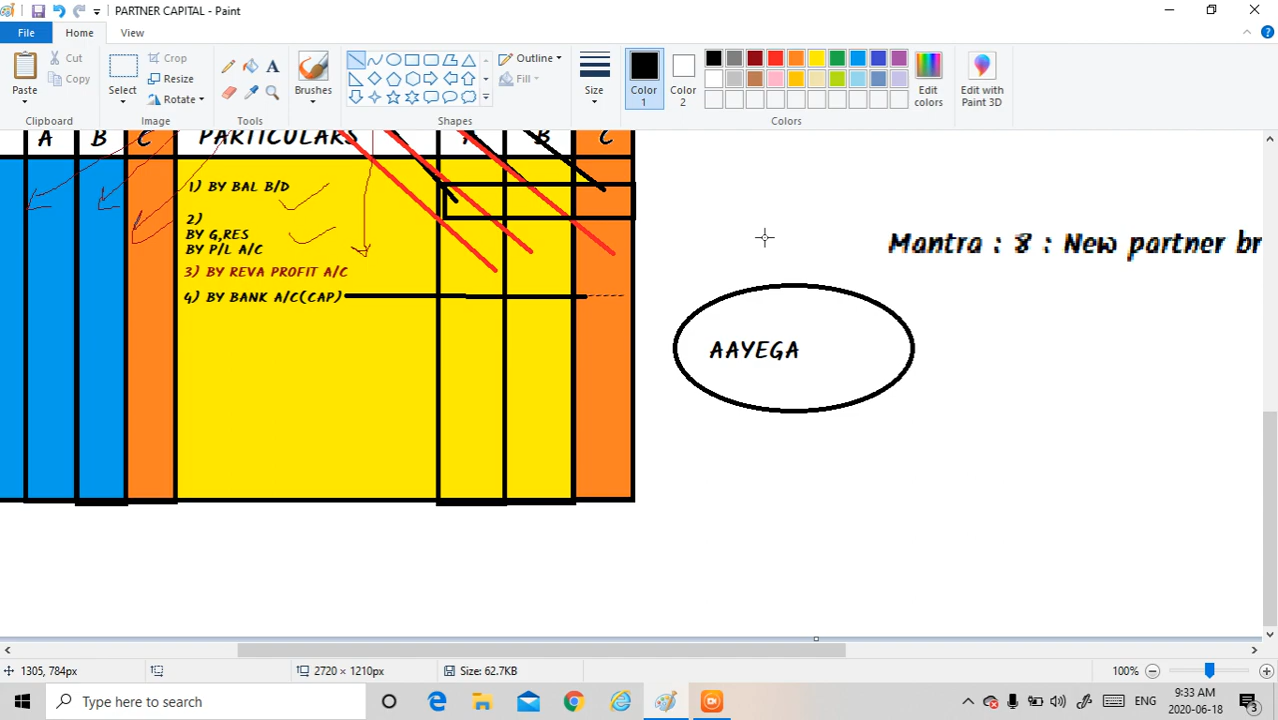 PARTNER CAPITAL - Paint
File
Home
View
Paste
Cut
Copy
Clipboard
Select
Crop
Resize
Rotate
Image
Tools
Brushes
Shapes
Outline
Fill
Size
Color
1
Color
2
Colors
Edit
colors
Edit with
Paint 3D
A B C PARTICULARS B C
1) BY BAL B/D
2)
BY G,RES
BY P/L A/C
3) BY REVA PROFIT A/C
4) BY BANK A/C(CAP)
Mantra : 8 : New partner br
AAYEGA
1305, 784px
2720 × 1210px
Size: 62.7KB
100%
Type here to search
ENG
9:33 AM
2020-06-18
3